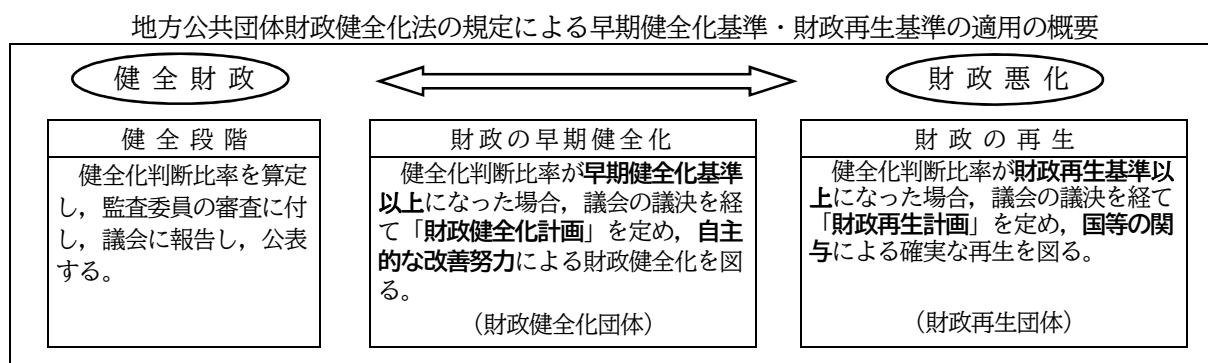 地方公共団体財政健全化法の規定による早期健全化基準・財政再生基準の適用の概要
健全財政
財政悪化
健全段階
健全化判断比率を算定
し，監査委員の審査に付
し，議会に報告し，公表
する。
財政の早期健全化
健全化判断比率が早期健全化基準
以上になった場合，議会の議決を経
て「財政健全化計画」を定め，自主
的な改善努力による財政健全化を図
る。
（財政健全化団体）
財政の再生
健全化判断比率が財政再生基準以
上になった場合，議会の議決を経て
「財政再生計画」を定め，国等の関
与による確実な再生を図る。
（財政再生団体）